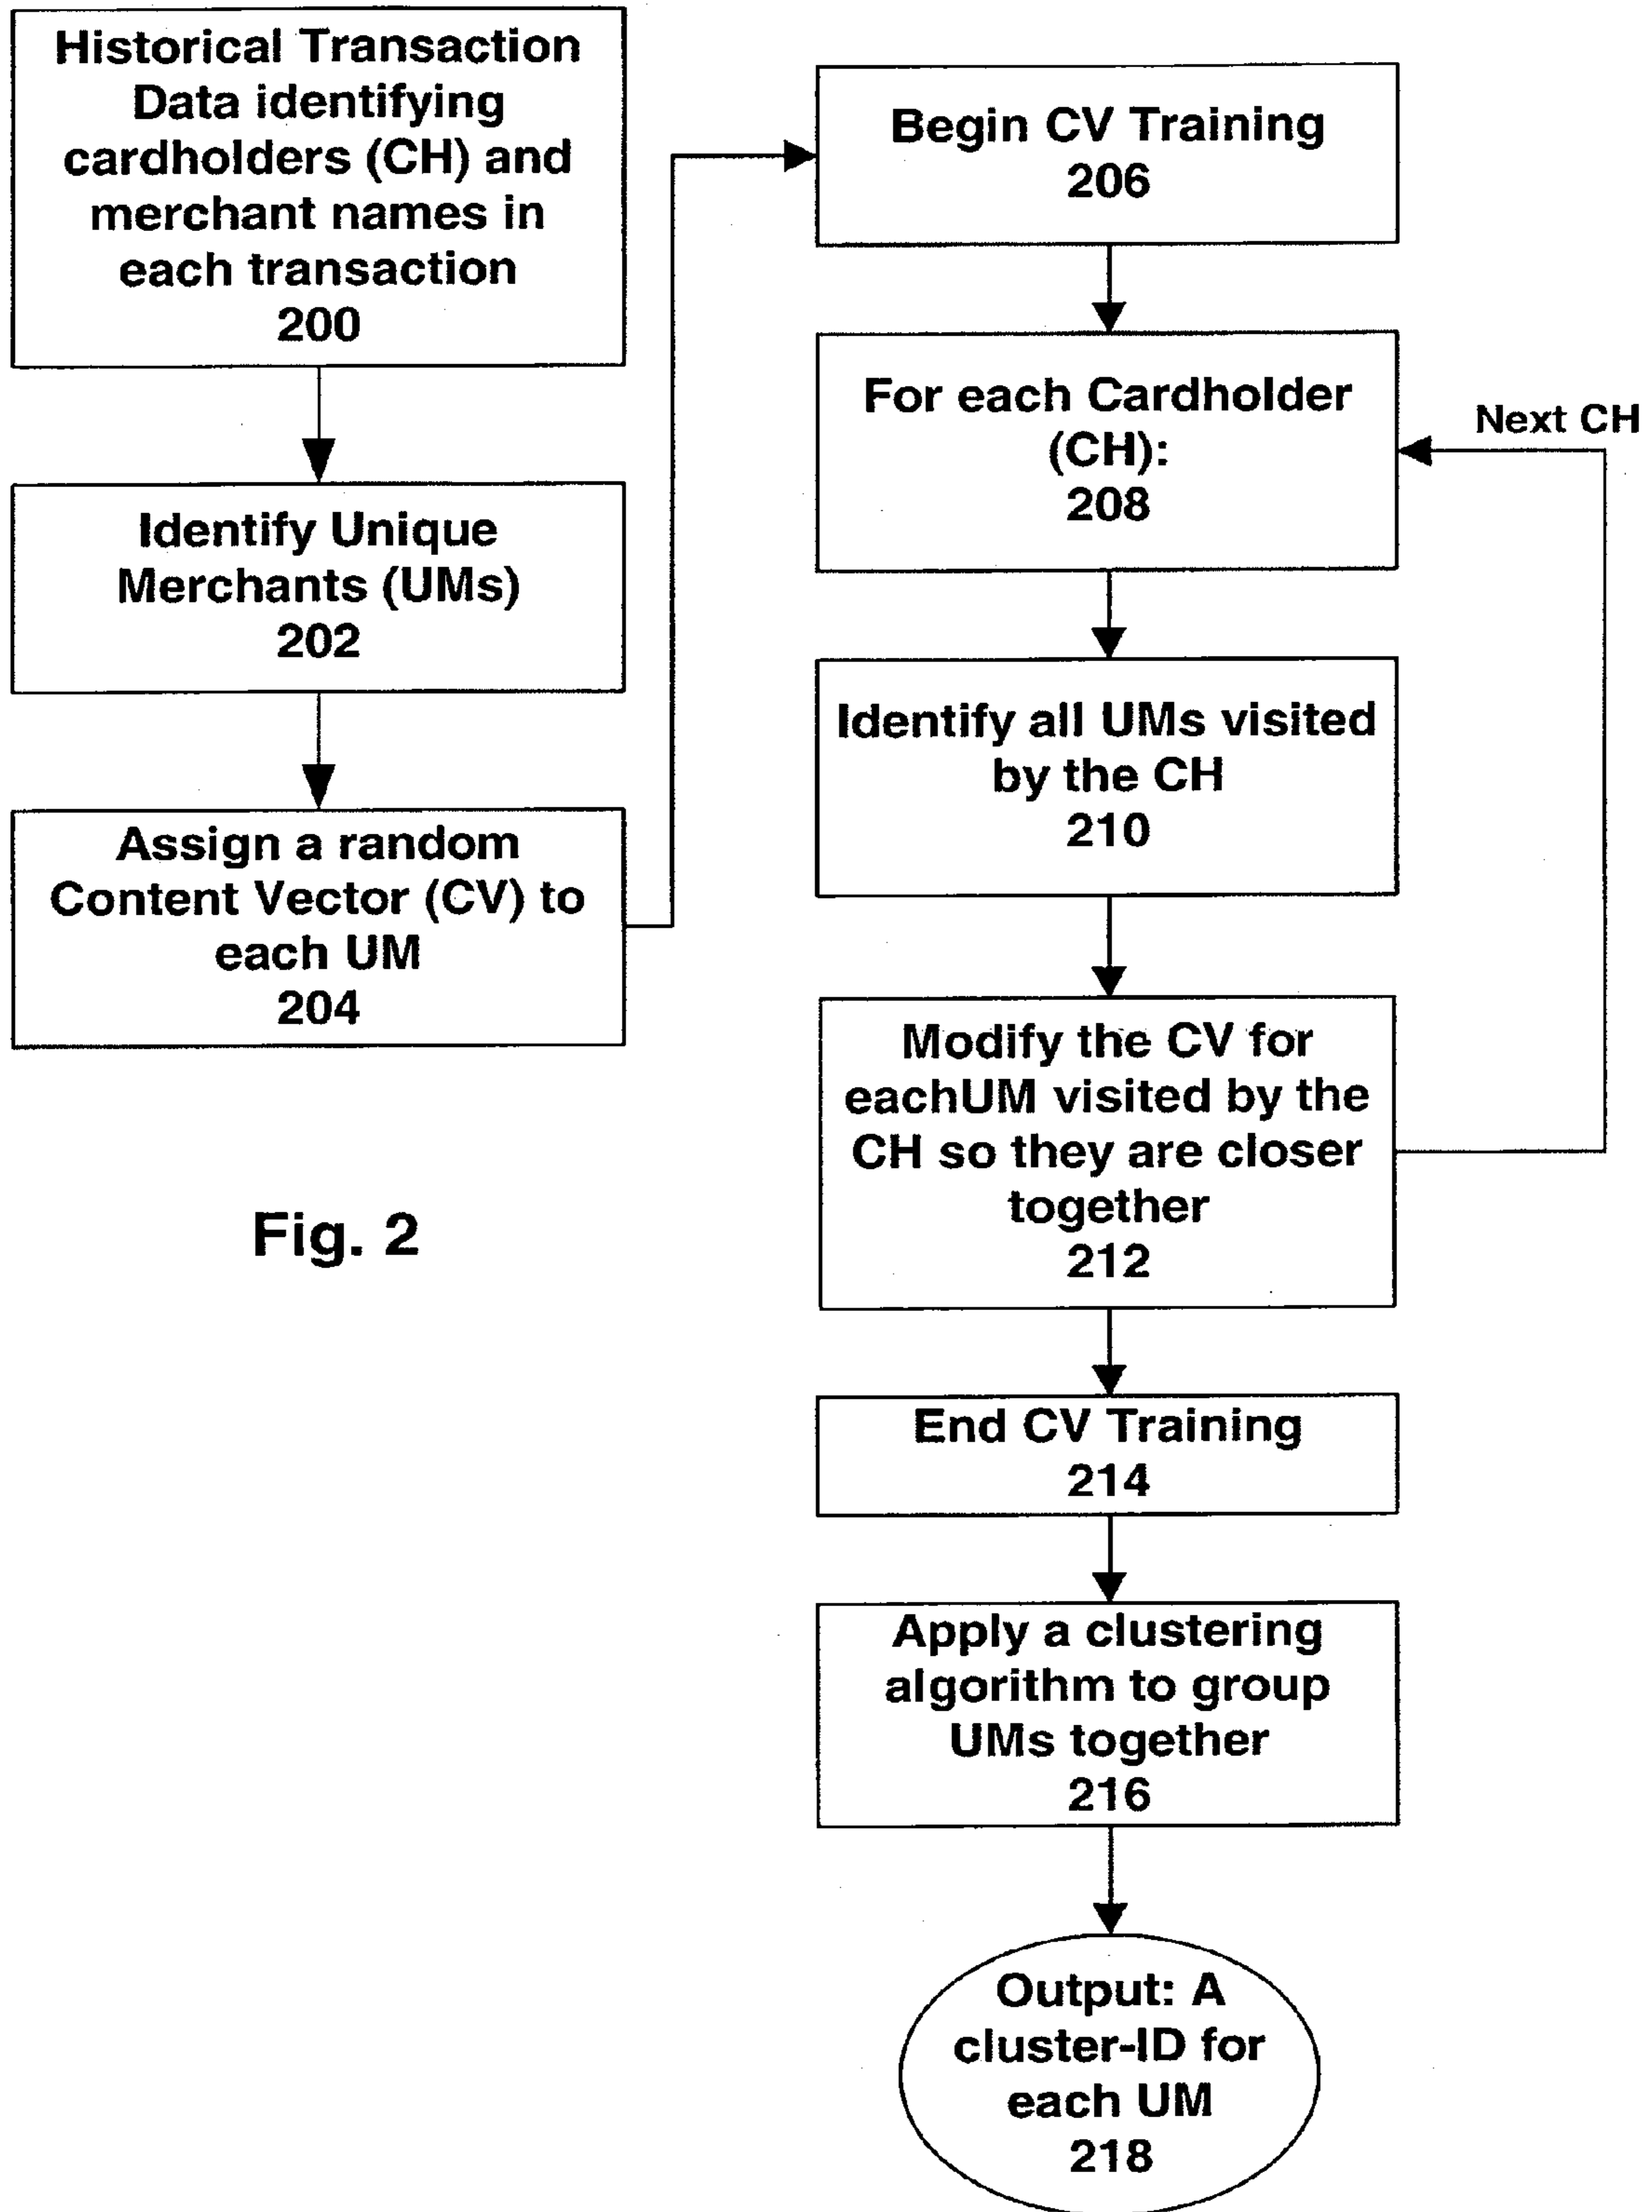 Historical Transaction
Data identifying
cardholders (CH) and
merchant names in
each transaction
200
Identify Unique
Merchants (UMs)
202
Assign a random
Content Vector (CV) to
each UM
204
Begin CV Training
206
For each Cardholder
(CH):
208
Next CH
Identify all UMs visited
by the CH
210
Modify the CV for
eachUM visited by the
CH so they are closer
together
212
End CV Training
214
Apply a clustering
algorithm to group
UMs together
216
Output: A
cluster-ID for
each UM
218
Fig. 2